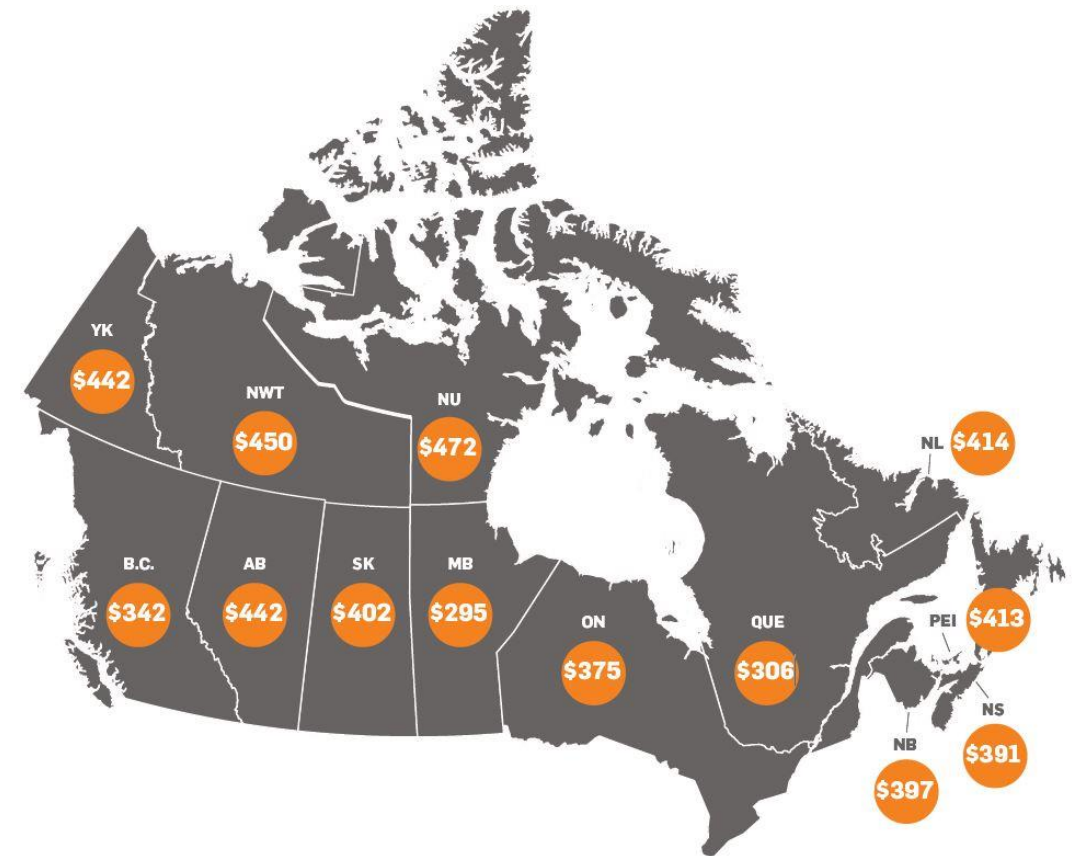 YK
$442
NWT
$450
NU
$472
NL
$414
B.C.
$342
AB
$442
SK
$402
MB
$295
ON
$375
QUE
$306
PEI
$413
NS
$391
NB
$397